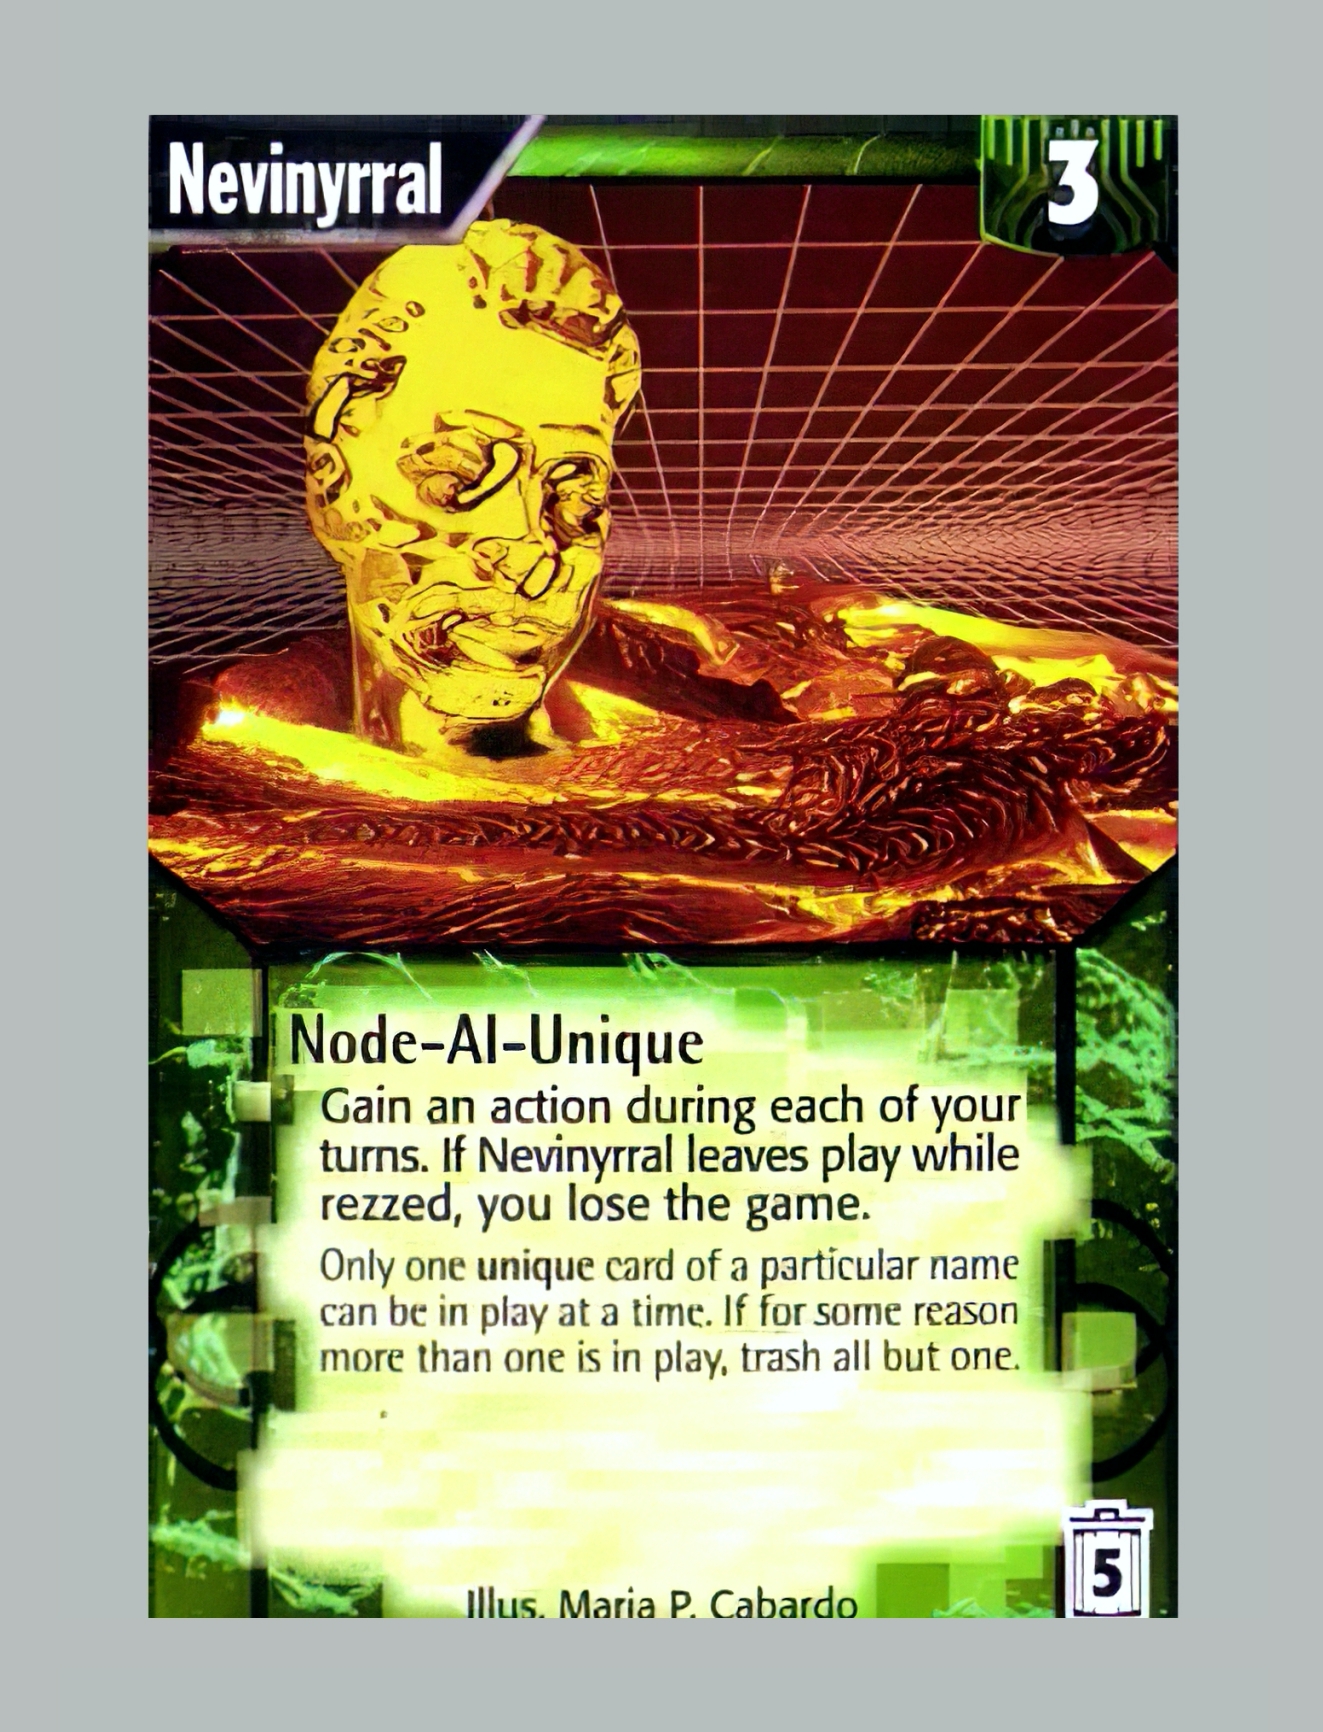 Nevinyrral
3
Node-AI-Unique
Gain an action during each of your
turns. If Nevinyrral leaves play while
rezzed, you lose the game.
Only one unique card of a particular name
can be in play at a time. If for some reason
more than one is in play, trash all but one.
5
Illus. Maria P. Cabardo